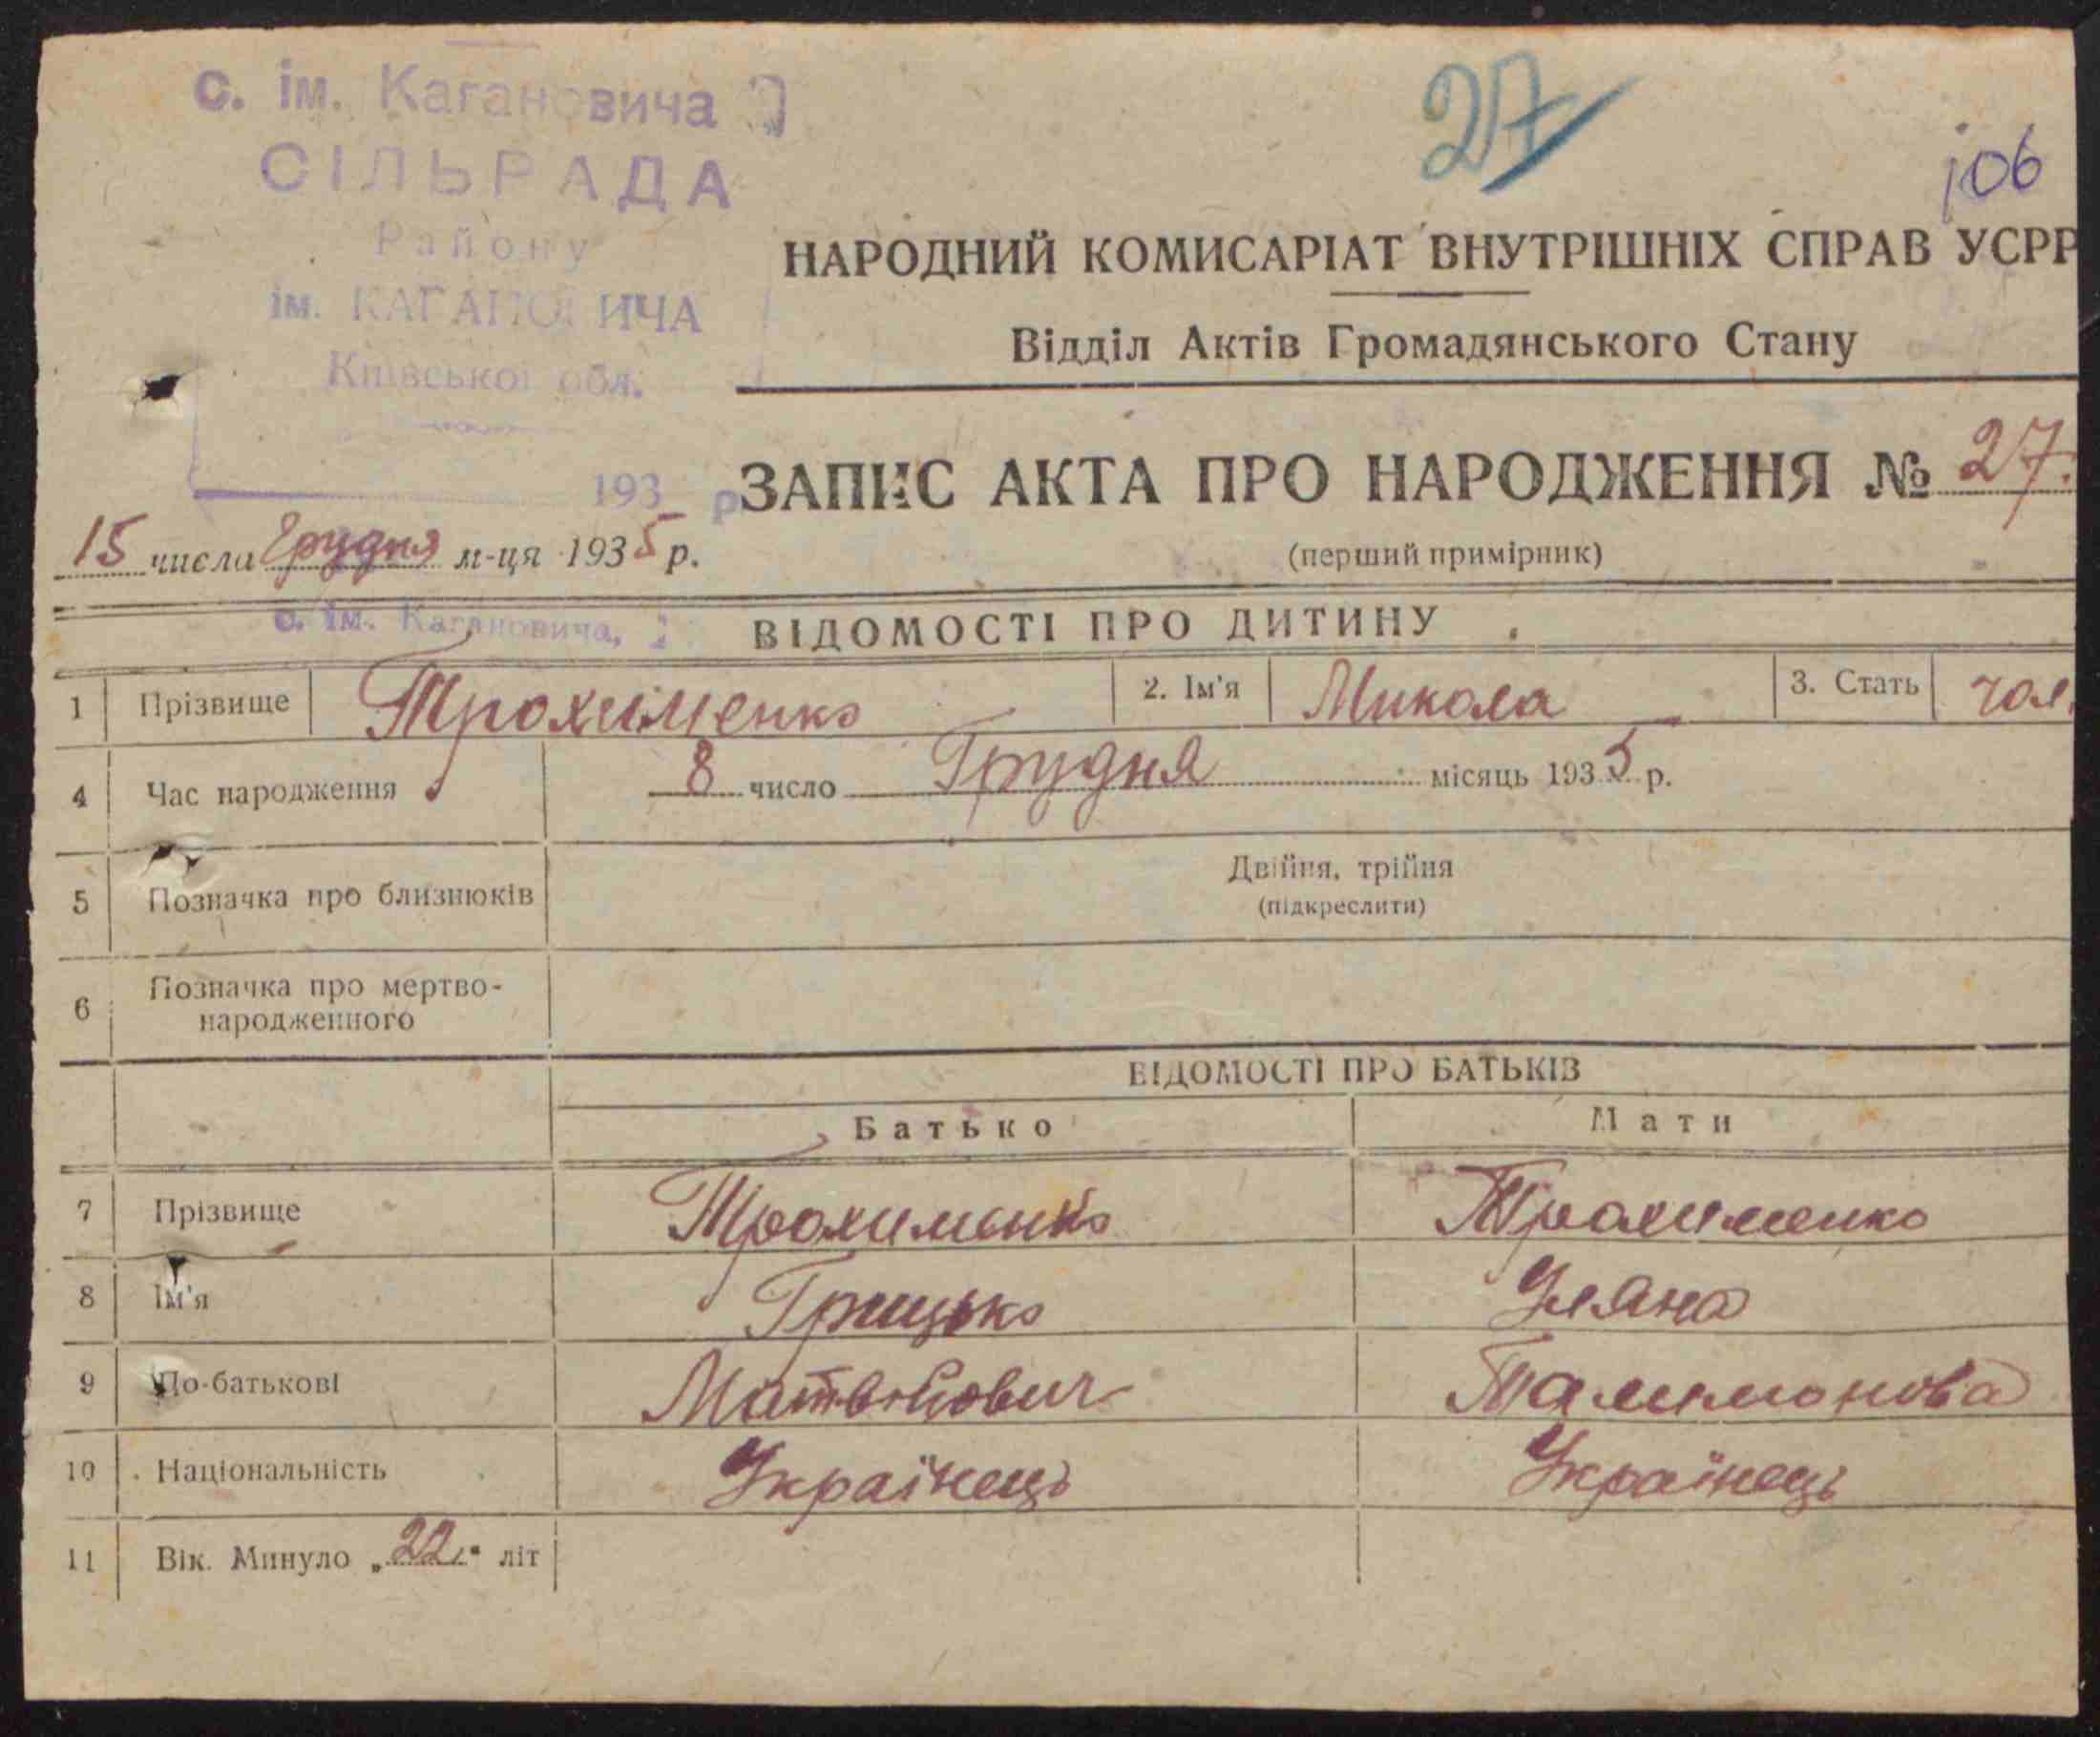 с. ім. Кагановича
СІЛЬРАДА
Району
ім. КАГАНОВИЧА
Київської обл.
193 р
27
106
НАРОДНИЙ КОМИСАРІАТ ВНУТРІШНІХ СПРАВ УСРР
Відділ Актів Громадянського Стану
ЗАПИС АКТА ПРО НАРОДЖЕННЯ № 27.
15 числа Грудня м-ця 1935 р.
(перший примірник)
с. ім. Кагановича,
ВІДОМОСТІ ПРО ДИТИНУ
1 Прізвище Трохименко 2. Ім'я Микола 3. Стать чол.
4 Час народження 8 число Грудня місяць 1935 р.
5 Позначка про близнюків Двійня, трійня
(підкреслити)
6 Позначка про мертво-
народженного
ВІДОМОСТІ ПРО БАТЬКІВ
Батько Мати
7 Прізвище Трохименко Трохименко
8 Ім'я Грицько Уляна
9 По-батькові Матвійович
10 Національність Українець Українець
11 Вік. Минуло „22" літ